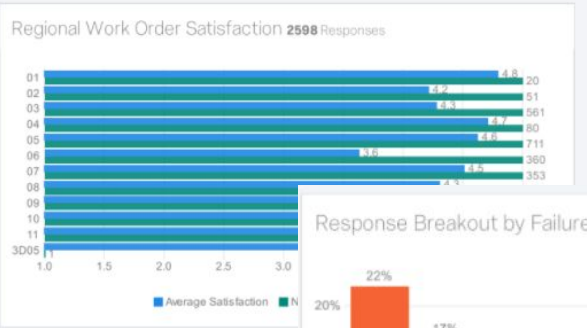 Regional Work Order Satisfaction 2598 Responses
01 4.8 20
02 4.2 51
03 4.3 561
04 4.7 80
05 4.6 711
06 3.6 360
07 4.5 353
08 4.3
09
10
11
3D05 1
1.0 1.5 2.0 2.5 3.0
Average Satisfaction N
Response Breakout by Failure
22%
20%
17%